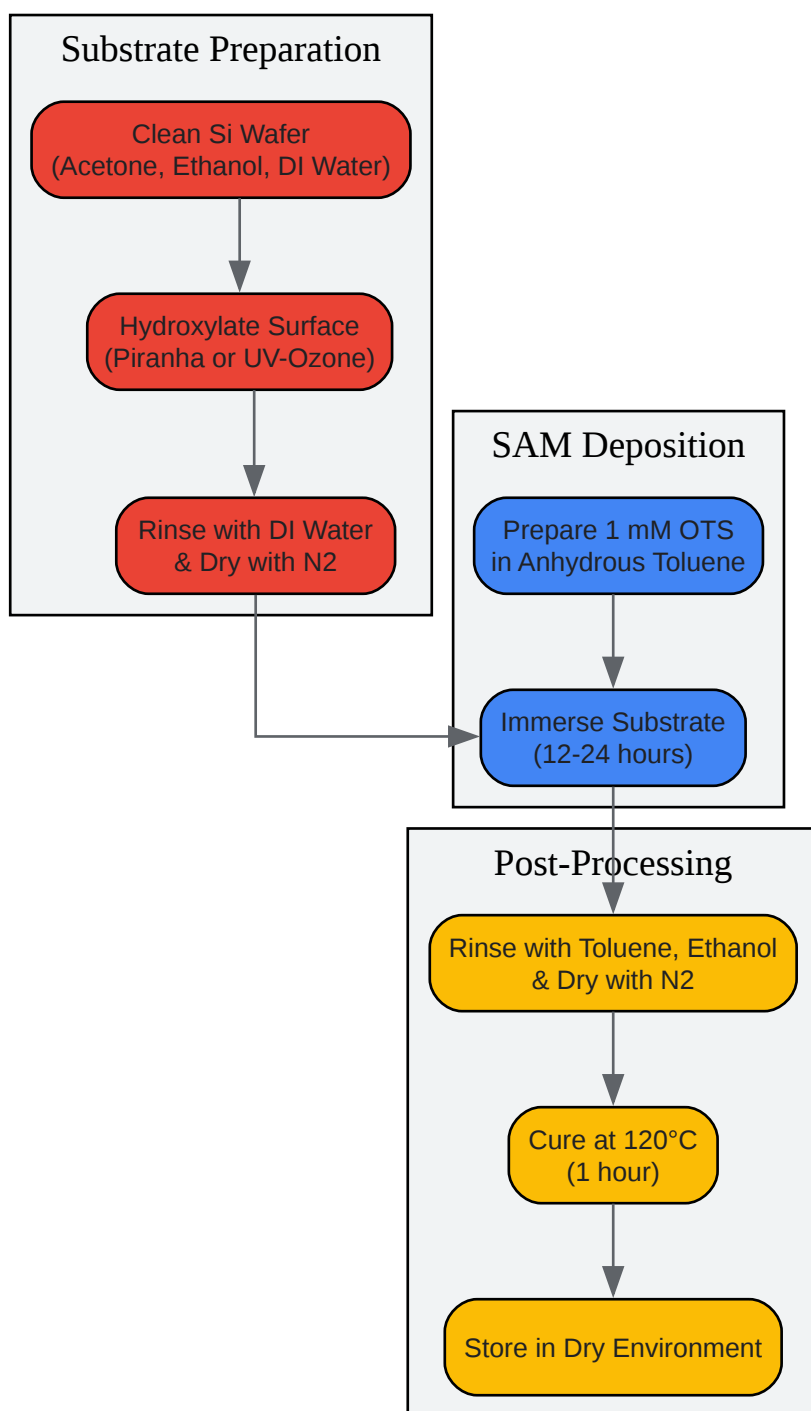 Substrate Preparation
Clean Si Wafer
(Acetone, Ethanol, DI Water)
Hydroxylate Surface
(Piranha or UV-Ozone)
Rinse with DI Water
& Dry with N2
SAM Deposition
Prepare 1 mM OTS
in Anhydrous Toluene
Immerse Substrate
(12-24 hours)
Post-Processing
Rinse with Toluene, Ethanol
& Dry with N2
Cure at 120°C
(1 hour)
Store in Dry Environment